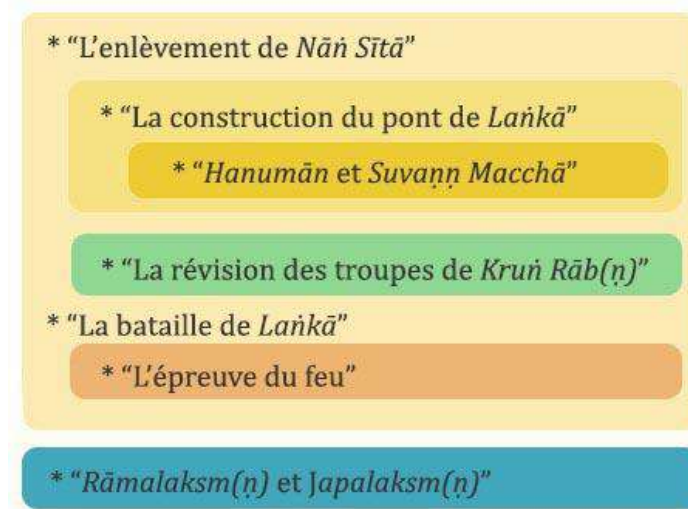 * “L’enlèvement de Nāṅ Sītā”
* “La construction du pont de Laṅkā”
* “Hanumān et Suvaṇṇ Macchā”
* “La révision des troupes de Kruṅ Rāb(ṇ)”
* “La bataille de Laṅkā”
* “L’épreuve du feu”
* “Rāmalaksm(ṇ) et Japalaksm(ṇ)”